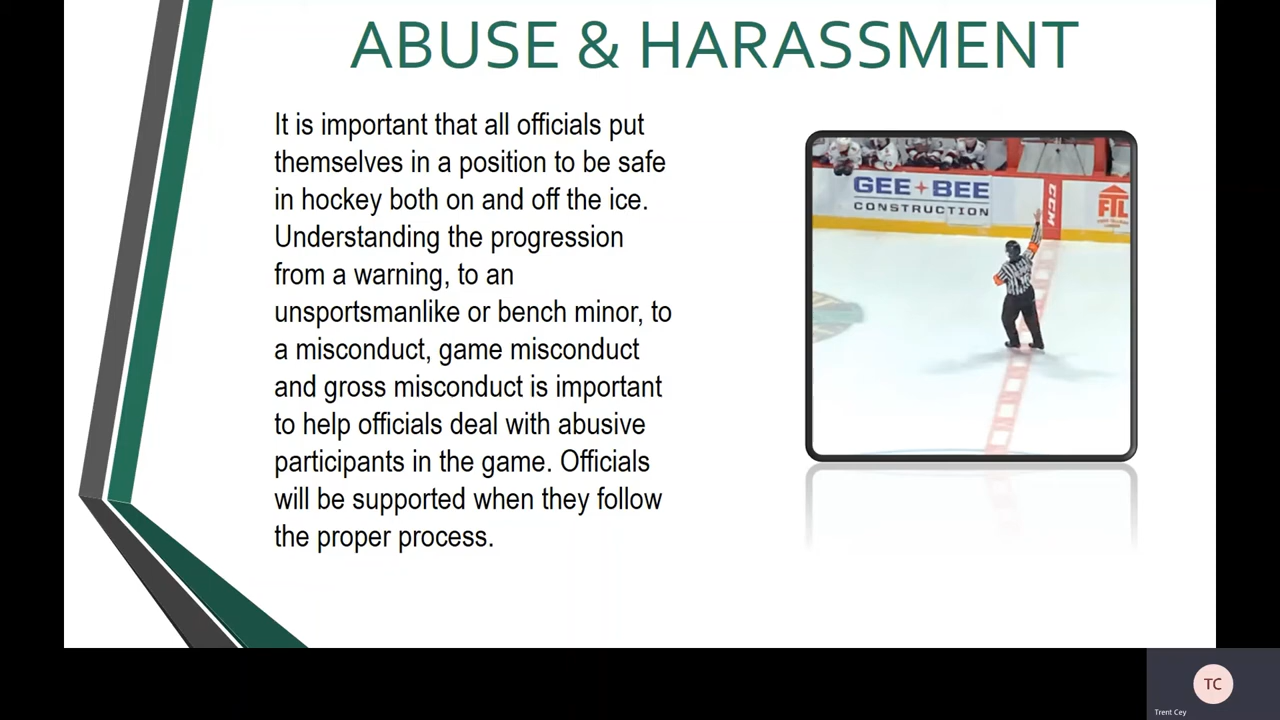 ABUSE & HARASSMENT
It is important that all officials put
themselves in a position to be safe
in hockey both on and off the ice.
Understanding the progression
from a warning, to an
unsportsmanlike or bench minor, to
a misconduct, game misconduct
and gross misconduct is important
to help officials deal with abusive
participants in the game. Officials
will be supported when they follow
the proper process.
GEE BEE
CONSTRUCTION
CCM
FTL
TC
Trent Cey